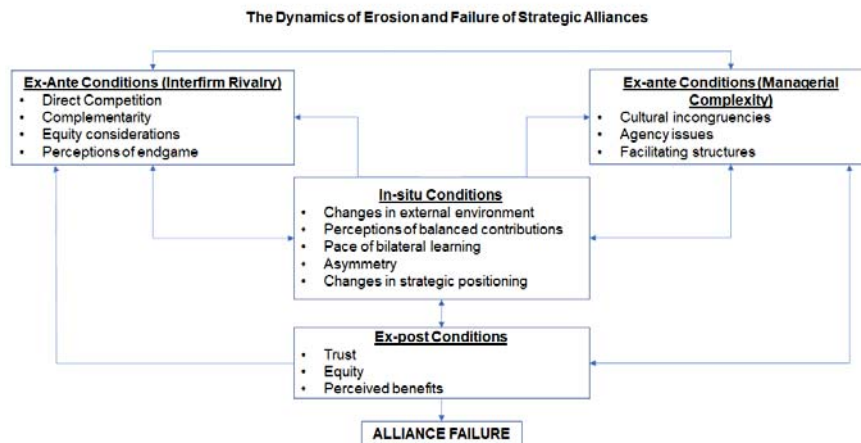 The Dynamics of Erosion and Failure of Strategic Alliances
Ex-Ante Conditions (Interfirm Rivalry)
• Direct Competition
• Complementarity
• Equity considerations
• Perceptions of endgame
Ex-ante Conditions (Managerial
Complexity)
• Cultural incongruencies
• Agency issues
• Facilitating structures
In-situ Conditions
• Changes in external environment
• Perceptions of balanced contributions
• Pace of bilateral learning
• Asymmetry
• Changes in strategic positioning
Ex-post Conditions
• Trust
• Equity
• Perceived benefits
ALLIANCE FAILURE